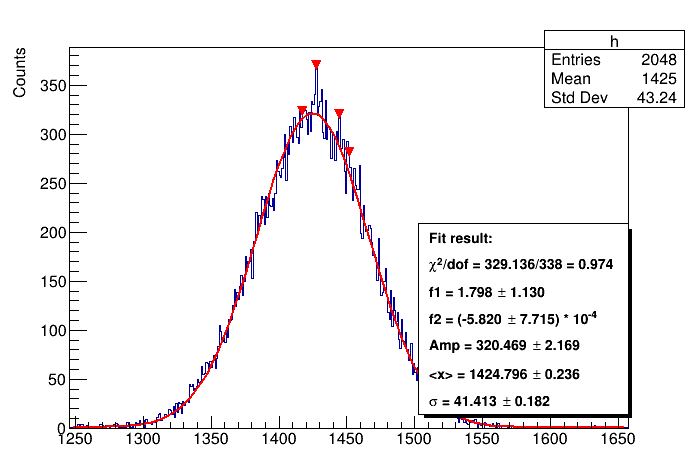 h
Entries 2048
Mean 1425
Std Dev 43.24
Counts
350
300
250
200
150
100
50
0
Fit result:
χ²/dof = 329.136/338 = 0.974
f1 = 1.798 ± 1.130
f2 = (-5.820 ± 7.715) * 10⁻⁴
Amp = 320.469 ± 2.169
<x> = 1424.796 ± 0.236
σ = 41.413 ± 0.182
1250 1300 1350 1400 1450 1500 1550 1600 1650